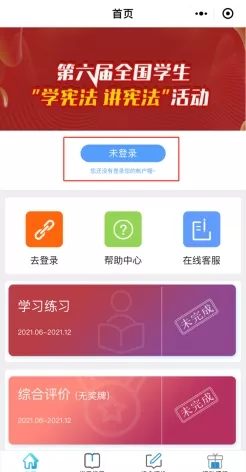 首页
第六届全国学生
“学宪法 讲宪法”活动
未登录
您还没有登录您的账户哦~
去登录
帮助中心
在线客服
学习练习
2021.06-2021.12
未完成
综合评价 (无奖牌)
2021.06-2021.12
未完成